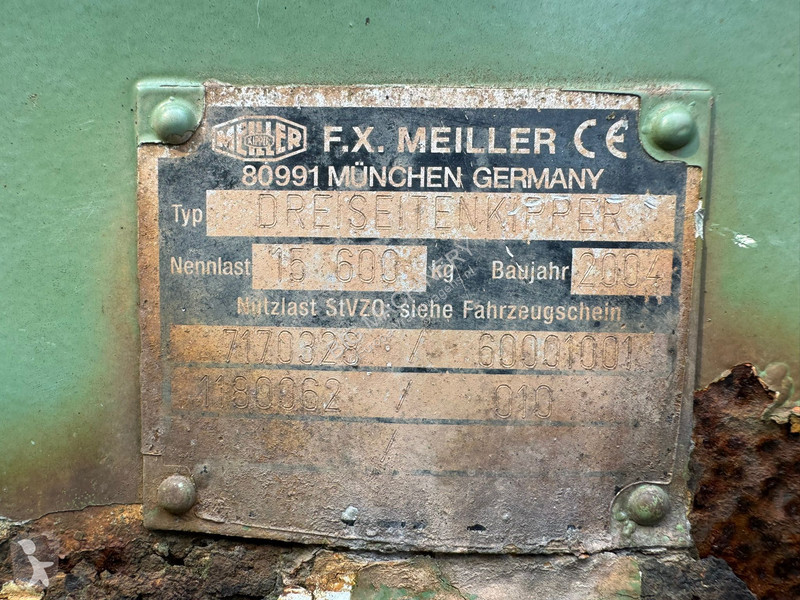 MEILLER KIPPER F.X. MEILLER CE
80991 MÜNCHEN GERMANY
Typ DREISEITENKIPPER
Nennlast 15 600 kg Baujahr 2004
Nutzlast StVZO: siehe Fahrzeugschein
7170328 / 60001001
1180062 / 010
/